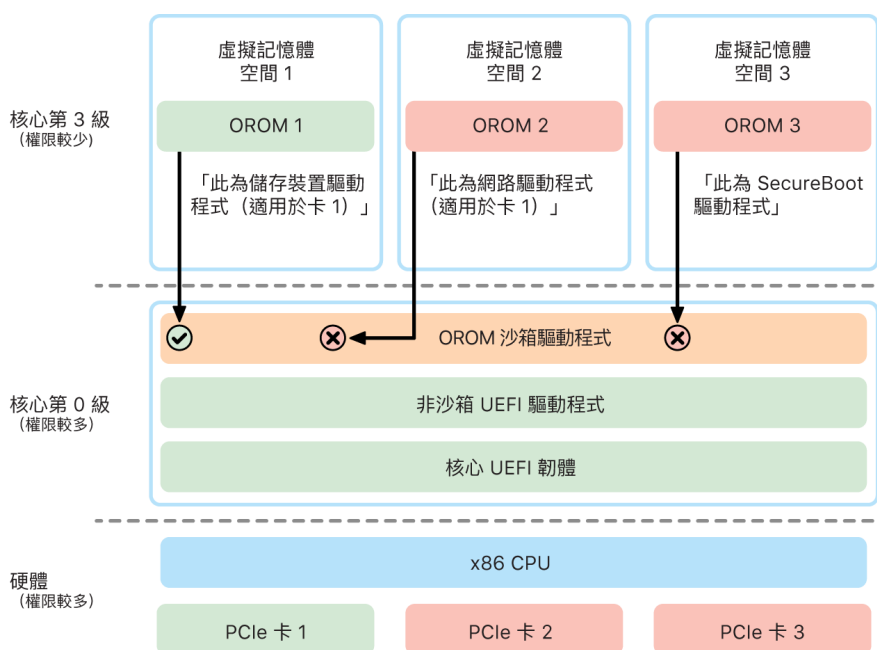 虛擬記憶體
空間 1
虛擬記憶體
空間 2
虛擬記憶體
空間 3
核心第 3 級
（權限較少）
OROM 1
OROM 2
OROM 3
「此為儲存裝置驅動
程式（適用於卡 1）」
「此為網路驅動程式
（適用於卡 1）」
「此為 SecureBoot
驅動程式」
OROM 沙箱驅動程式
核心第 0 級
（權限較多）
非沙箱 UEFI 驅動程式
核心 UEFI 韌體
硬體
（權限較多）
x86 CPU
PCIe 卡 1
PCIe 卡 2
PCIe 卡 3